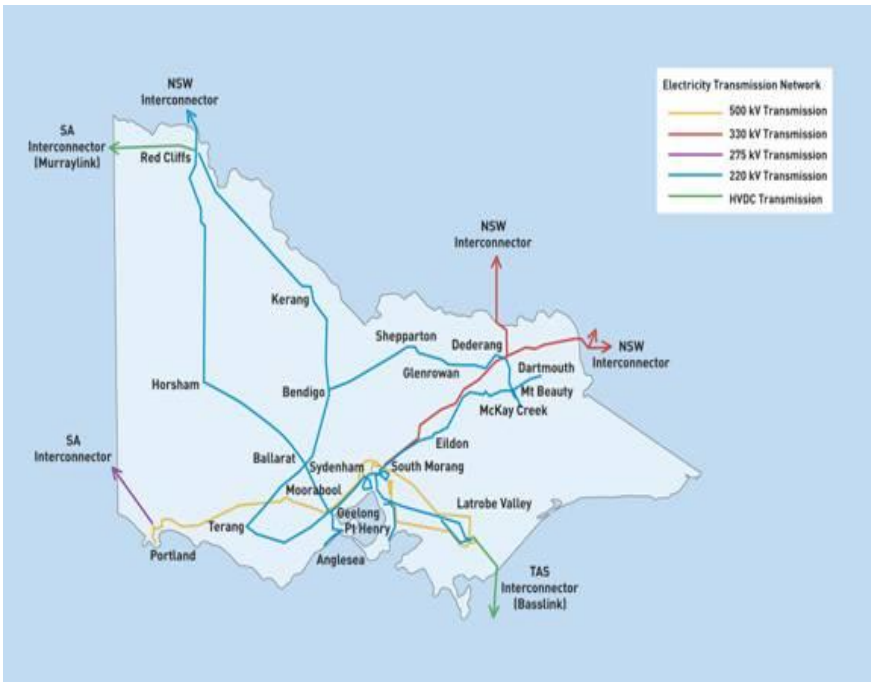 Electricity Transmission Network
500 kV Transmission
330 kV Transmission
275 kV Transmission
220 kV Transmission
HVDC Transmission
NSW
Interconnector
SA
Interconnector
(Murraylink)
Red Cliffs
NSW
Interconnector
Kerang
Shepparton
Dederang
NSW
Interconnector
Glenrowan
Dartmouth
Horsham
Bendigo
Mt Beauty
McKay Creek
Eildon
SA
Interconnector
Ballarat
Sydenham
South Morang
Moorabool
Latrobe Valley
Geelong
Terang
Pt Henry
Portland
Anglesea
TAS
Interconnector
(Basslink)